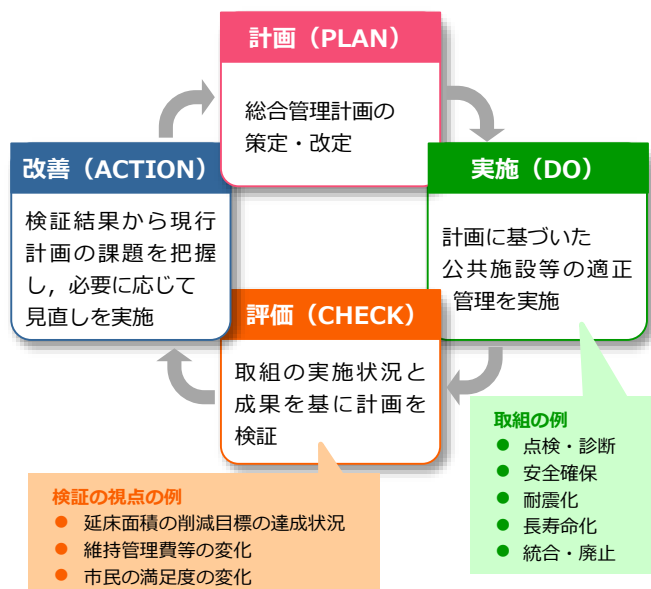 計画（PLAN）
総合管理計画の
策定・改定
実施（DO）
計画に基づいた
公共施設等の適正
管理を実施
取組の例
● 点検・診断
● 安全確保
● 耐震化
● 長寿命化
● 統合・廃止
評価（CHECK）
取組の実施状況と
成果を基に計画を
検証
検証の視点の例
● 延床面積の削減目標の達成状況
● 維持管理費等の変化
● 市民の満足度の変化
改善（ACTION）
検証結果から現行
計画の課題を把握
し，必要に応じて
見直しを実施